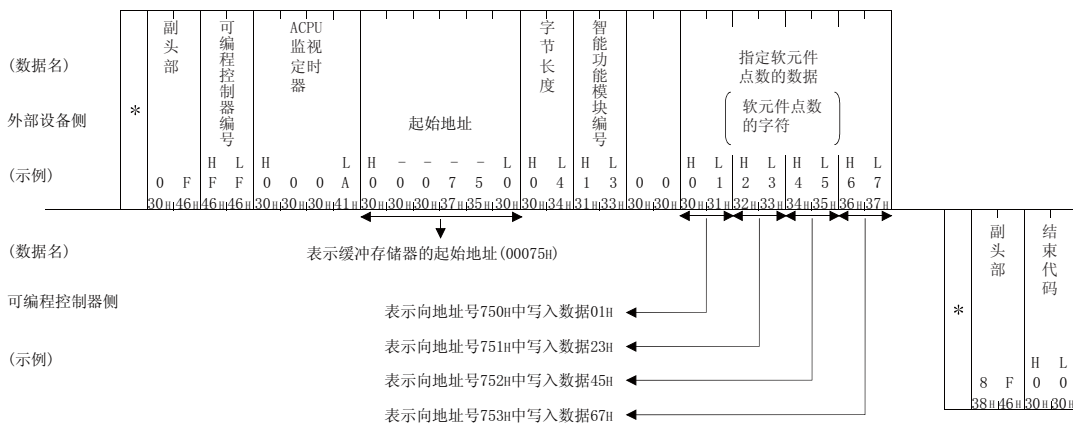 (数据名)
外部设备侧
(示例)
*
副头部
可编程控制器编号
ACPU
监视
定时
器
起始地址
字节长度
智能功能模块编号
指定软元件
点数的数据
软元件点数
的字符
H L H L H - - - - L H L H L H L H L H L H L
0 F F F 0 0 0 A 0 0 0 7 5 0 0 4 1 3 0 0 0 1 2 3 4 5 6 7
30H 46H 46H 46H 30H 30H 30H 41H 30H 30H 30H 37H 35H 30H 30H 34H 31H 33H 30H 30H 30H 31H 32H 33H 34H 35H 36H 37H
(数据名)
可编程控制器侧
(示例)
表示缓冲存储器的起始地址(00075H)
表示向地址号750H中写入数据01H
表示向地址号751H中写入数据23H
表示向地址号752H中写入数据45H
表示向地址号753H中写入数据67H
*
副头部
结束代码
H L
8 F 0 0
38H 46H 30H 30H